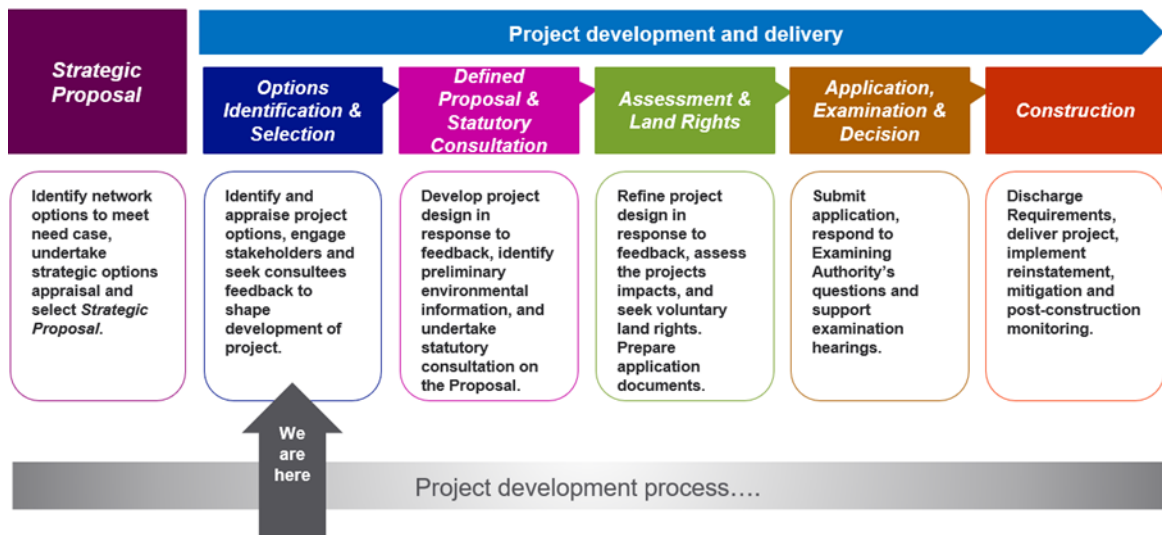 Project development and delivery
Strategic
Proposal
Options
Identification &
Selection
Defined
Proposal &
Statutory
Consultation
Assessment &
Land Rights
Application,
Examination &
Decision
Construction
Identify network
options to meet
need case,
undertake
strategic options
appraisal and
select Strategic
Proposal.
Identify and
appraise project
options, engage
stakeholders and
seek consultees
feedback to
shape
development of
project.
Develop project
design in
response to
feedback, identify
preliminary
environmental
information, and
undertake
statutory
consultation on
the Proposal.
Refine project
design in
response to
feedback, assess
the projects
impacts, and
seek voluntary
land rights.
Prepare
application
documents.
Submit
application,
respond to
Examining
Authority’s
questions and
support
examination
hearings.
Discharge
Requirements,
deliver project,
implement
reinstatement,
mitigation and
post-construction
monitoring.
We
are
here
Project development process....